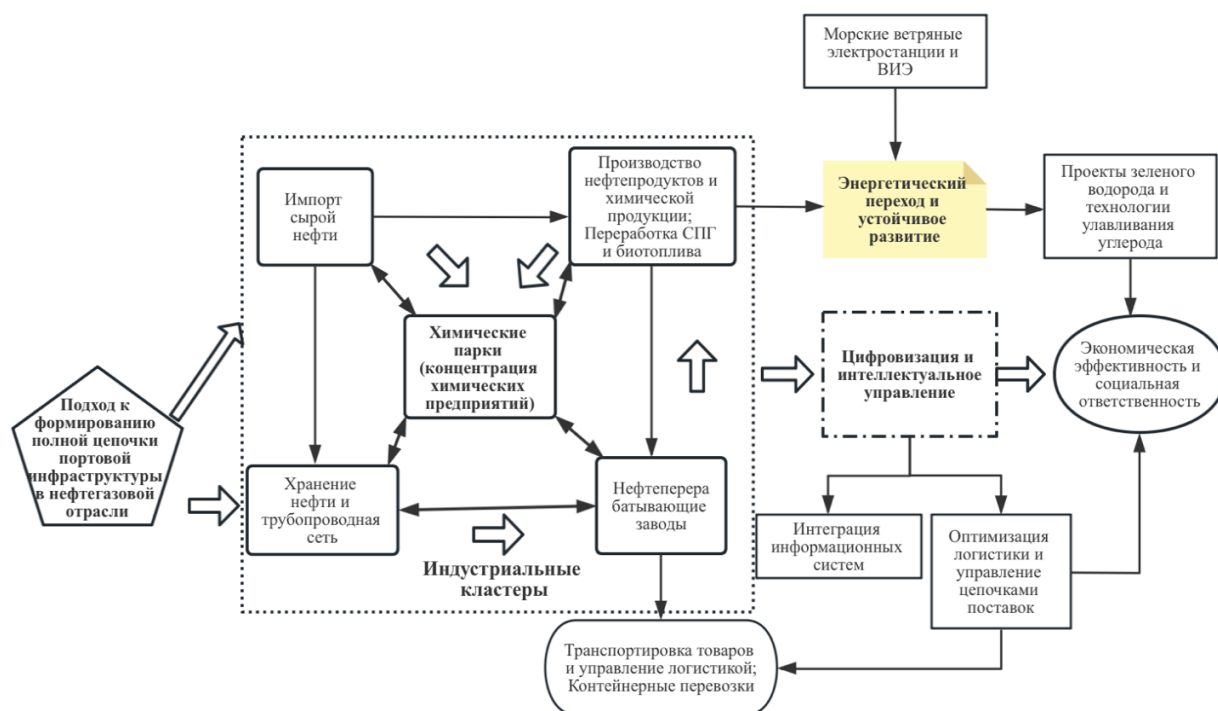 Морские ветряные
электростанции и
ВИЭ
Импорт
сырой
нефти
Производство
нефтепродуктов и
химической
продукции;
Переработка СПГ
и биотоплива
Энергетический
переход и
устойчивое
развитие
Проекты зеленого
водорода и
технологии
улавливания
углерода
Химические
парки
(концентрация
химических
предприятий)
Цифровизация и
интеллектуальное
управление
Экономическая
эффективность и
социальная
ответственность
Подход к
формированию
полной цепочки
портовой
инфраструктуры
в нефтегазовой
отрасли
Хранение
нефти и
трубопроводная
сеть
Нефтеперера
батывающие
заводы
Индустриальные
кластеры
Интеграция
информационных
систем
Оптимизация
логистики и
управление
цепочками
поставок
Транспортировка товаров
и управление логистикой;
Контейнерные перевозки